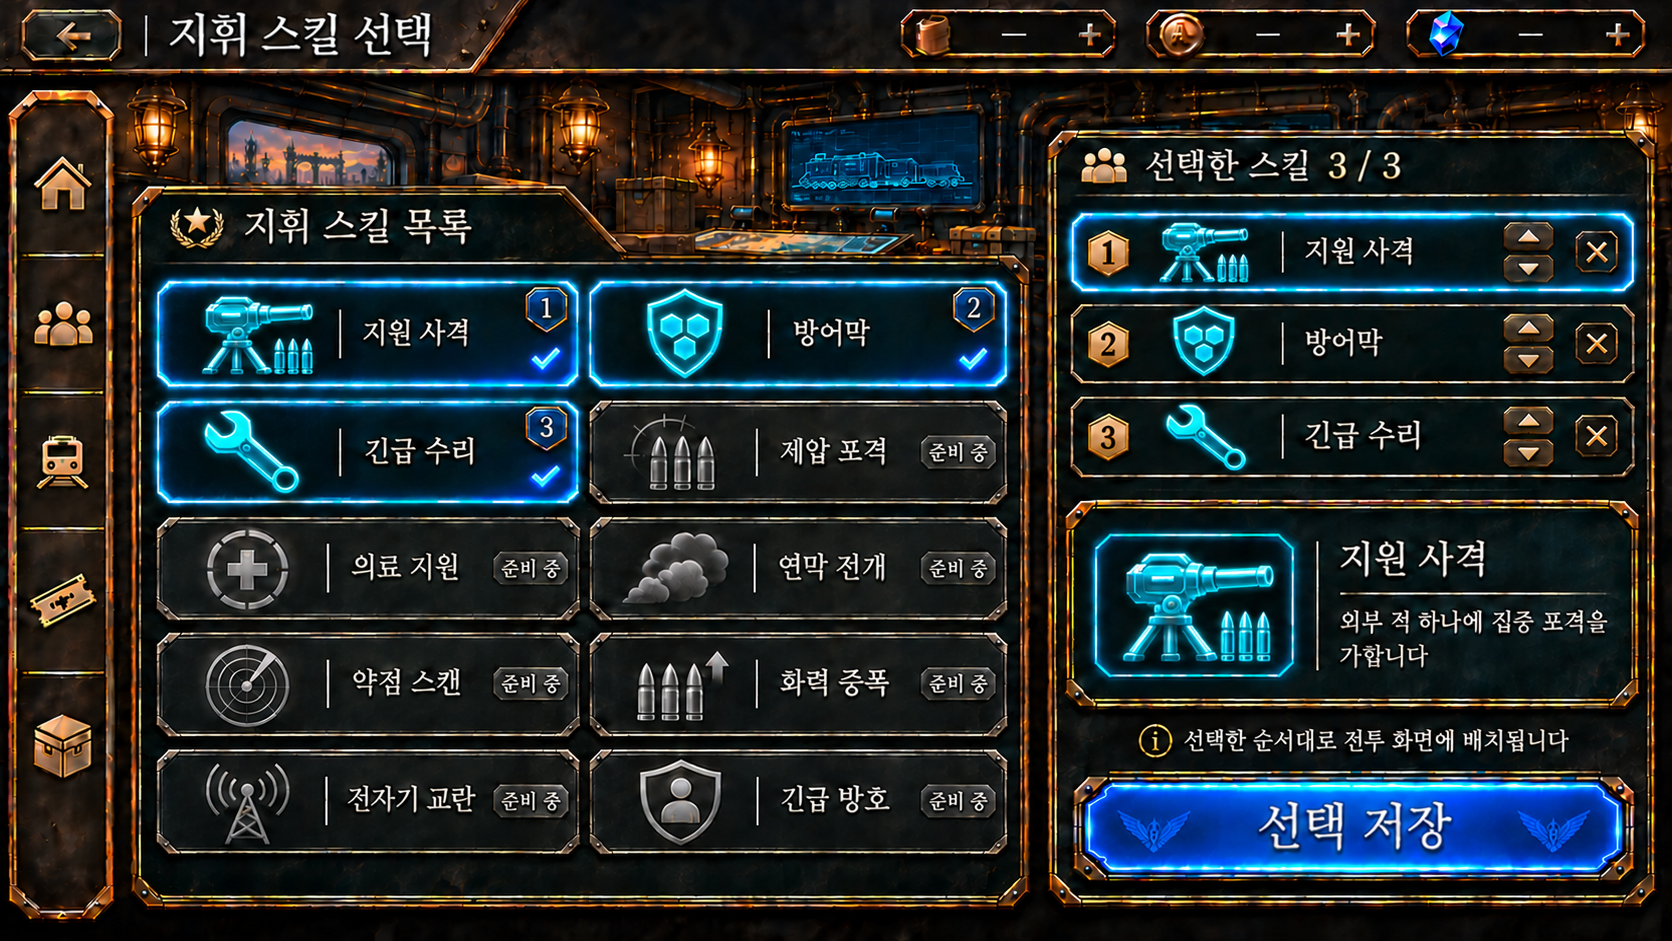 지휘 스킬 선택
지휘 스킬 목록
지원 사격
1
방어막
2
긴급 수리
3
제압 포격
준비 중
의료 지원
준비 중
연막 전개
준비 중
약점 스캔
준비 중
화력 증폭
준비 중
전자기 교란
준비 중
긴급 방호
준비 중
선택한 스킬 3 / 3
1
지원 사격
2
방어막
3
긴급 수리
지원 사격
외부 적 하나에 집중 포격을
가합니다
선택한 순서대로 전투 화면에 배치됩니다
선택 저장